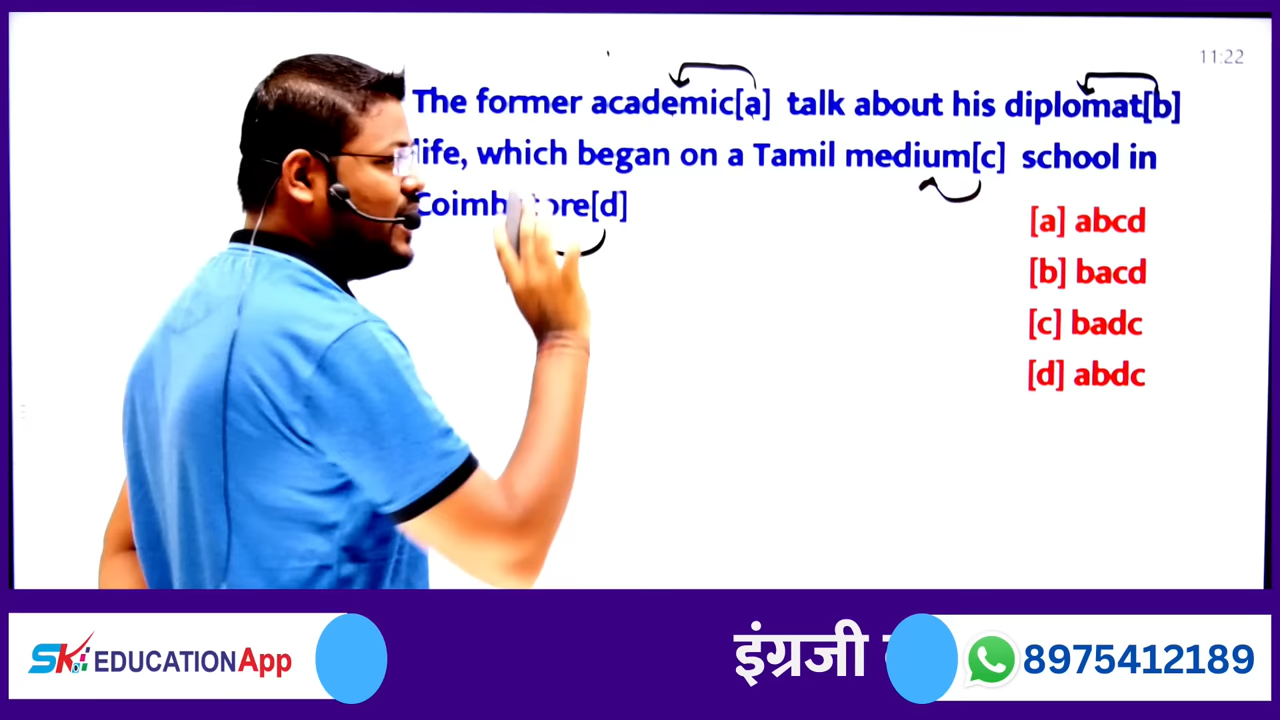 11:22
The former academic[a] talk about his diplomat[b]
life, which began on a Tamil medium[c] school in
[a] abcd
[b] bacd
[c] badc
[d] abdc
SK EDUCATIONApp
इंग्रजी
8975412189